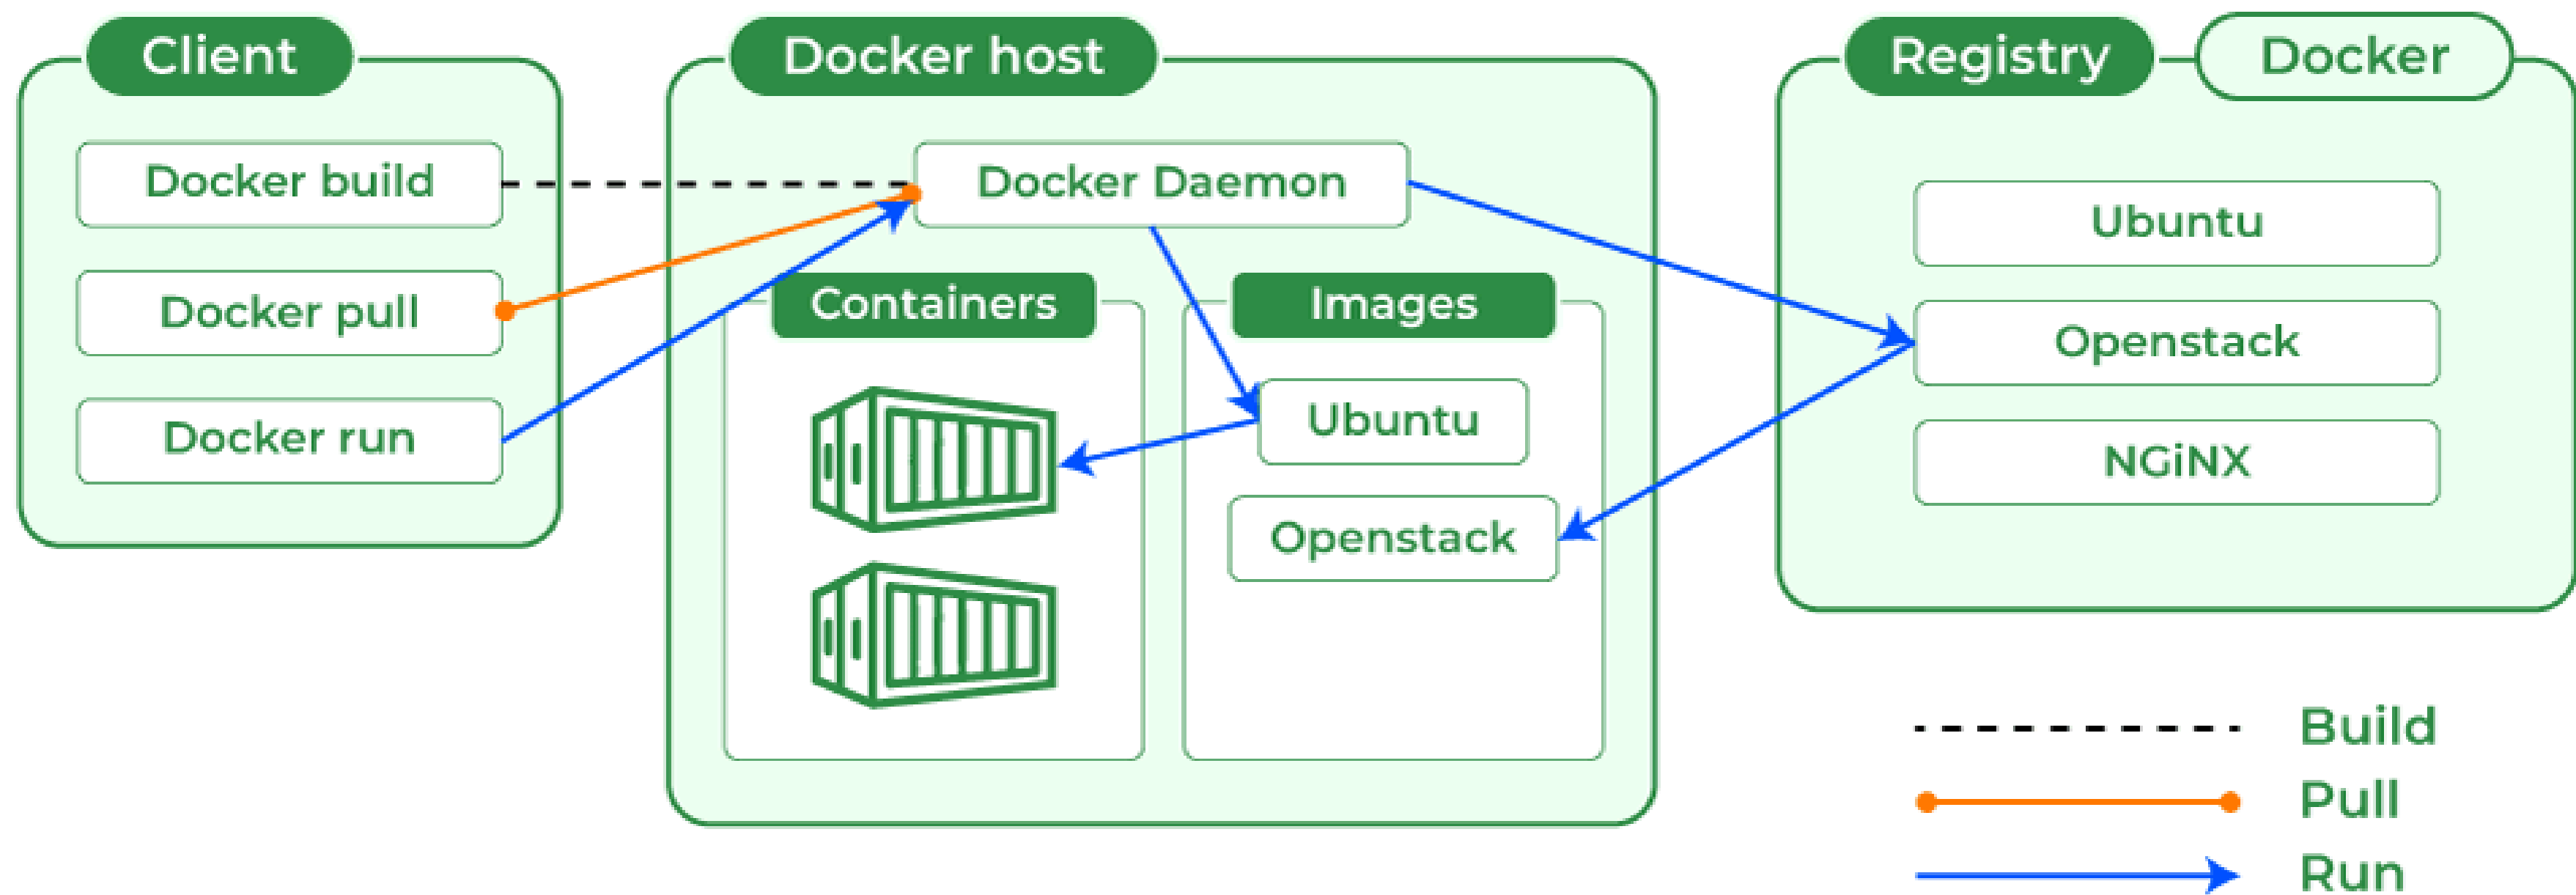 Client
Docker build
Docker pull
Docker run
Docker host
Docker Daemon
Containers
Images
Ubuntu
Openstack
Registry
Docker
Ubuntu
Openstack
NGiNX
Build
Pull
Run